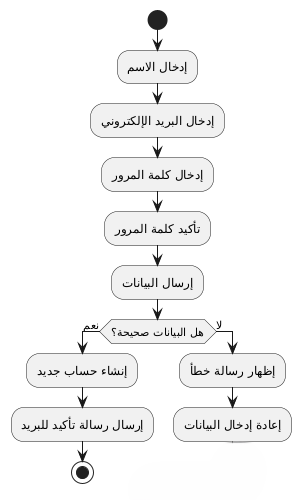 إدخال الاسم
إدخال البريد الإلكتروني
إدخال كلمة المرور
تأكيد كلمة المرور
إرسال البيانات
هل البيانات صحيحة؟
نعم
لا
إنشاء حساب جديد
إظهار رسالة خطأ
إرسال رسالة تأكيد للبريد
إعادة إدخال البيانات